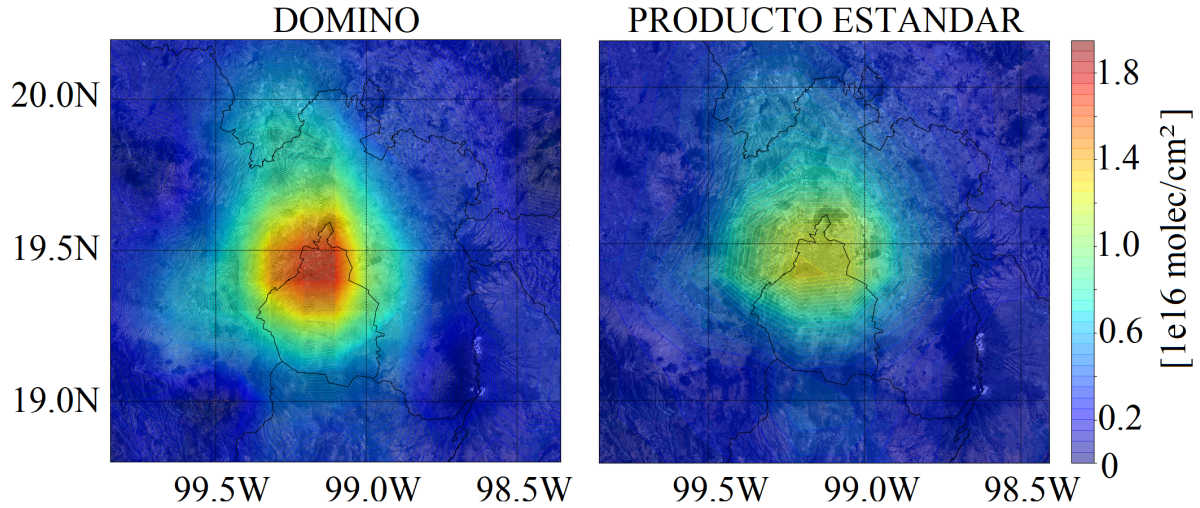 DOMINO
PRODUCTO ESTANDAR
20.0N
19.5N
19.0N
99.5W 99.0W 98.5W
99.5W 99.0W 98.5W
1.8
1.4
1.0
0.6
0.2
0
[1e16 molec/cm²]